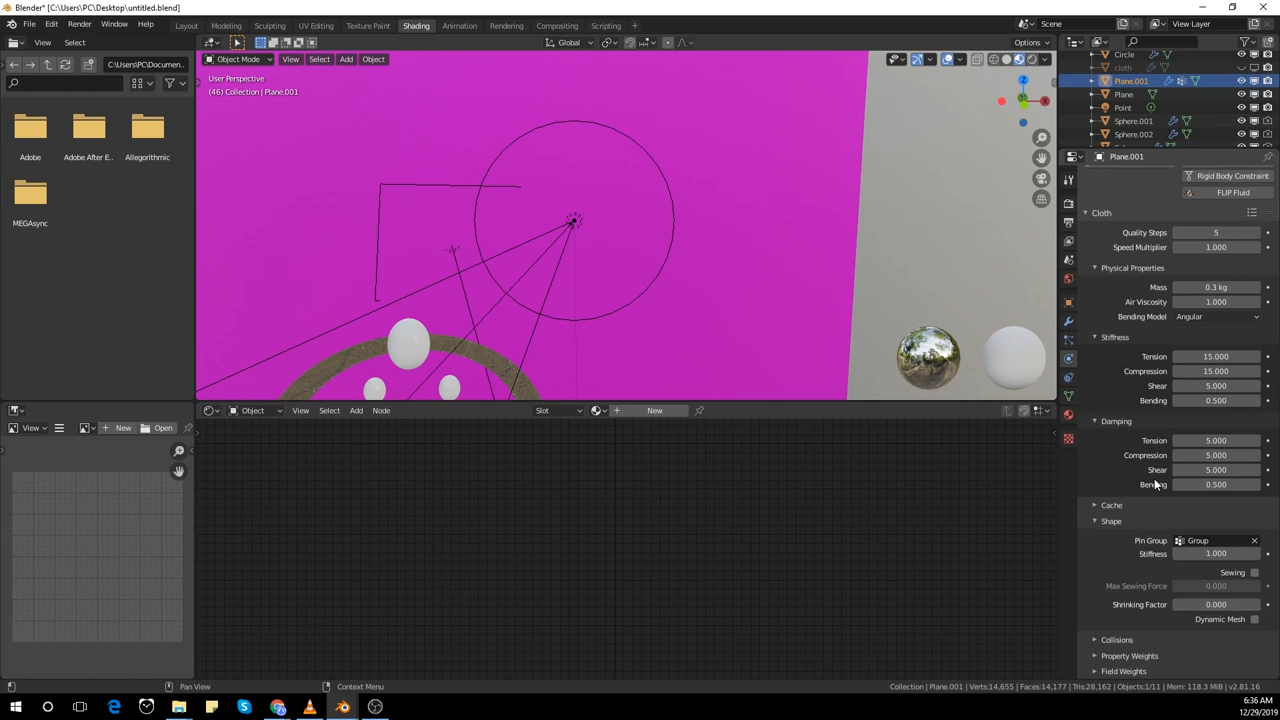 Blender* [C:\Users\PC\Desktop\untitled.blend]
File Edit Render Window Help
Layout Modeling Sculpting UV Editing Texture Paint Shading Animation Rendering Compositing Scripting
Scene
View Layer
View Select
Global
Options
C:\Users\PC\Documen..
Adobe
Adobe After E..
Allegorithmic
MEGAsync
Object Mode View Select Add Object
User Perspective
(46) Collection | Plane.001
Z
X
Circle
cloth
Plane.001
Plane
Point
Sphere.001
Sphere.002
Plane.001
Rigid Body Constraint
FLIP Fluid
Cloth
Quality Steps 5
Speed Multiplier 1.000
Physical Properties
Mass 0.3 kg
Air Viscosity 1.000
Bending Model Angular
Stiffness
Tension 15.000
Compression 15.000
Shear 5.000
Bending 0.500
Damping
Tension 5.000
Compression 5.000
Shear 5.000
Bending 0.500
Cache
Shape
Pin Group Group
Stiffness 1.000
Sewing
Max Sewing Force 0.000
Shrinking Factor 0.000
Dynamic Mesh
Collisions
Property Weights
Field Weights
View New Open
Object View Select Add Node Slot New
Pan View
Context Menu
Collection | Plane.001 | Verts:14,655 | Faces:14,177 | Tris:28,162 | Objects:1/11 | Mem: 118.3 MiB | v2.81.16
6:36 AM
12/29/2019